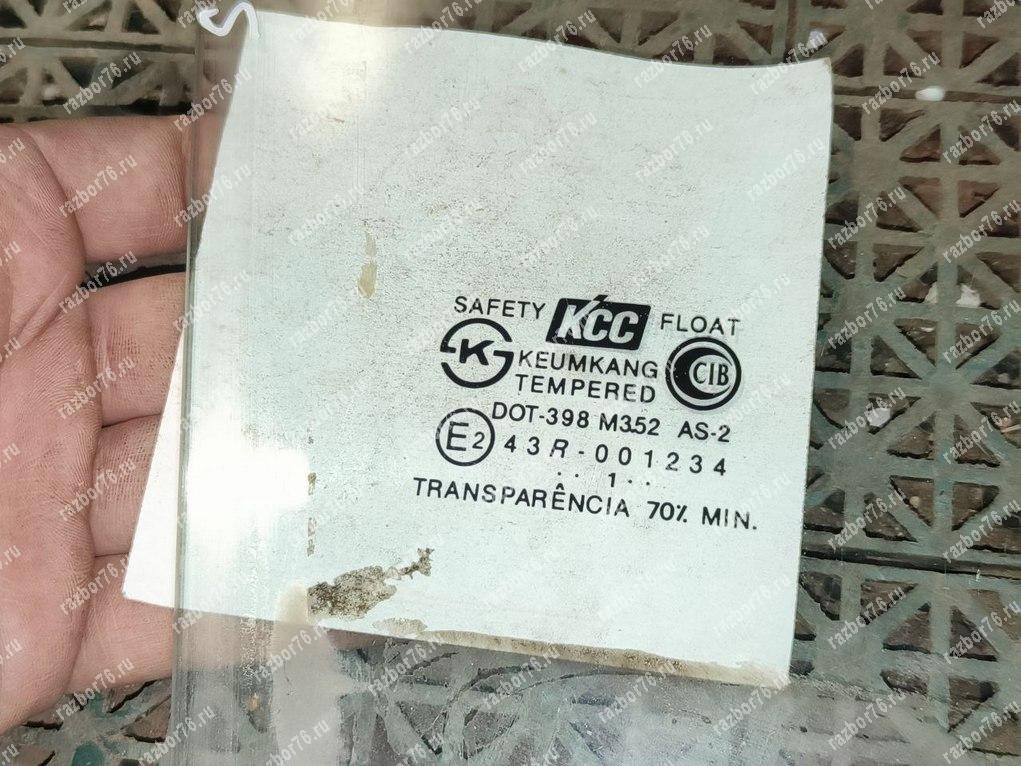 SAFETY KCC FLOAT
K KEUMKANG CIB
TEMPERED
DOT-398 M352 AS-2
E2 43R-001234
.. 1..
TRANSPARÊNCIA 70% MIN.
razbor76.ru